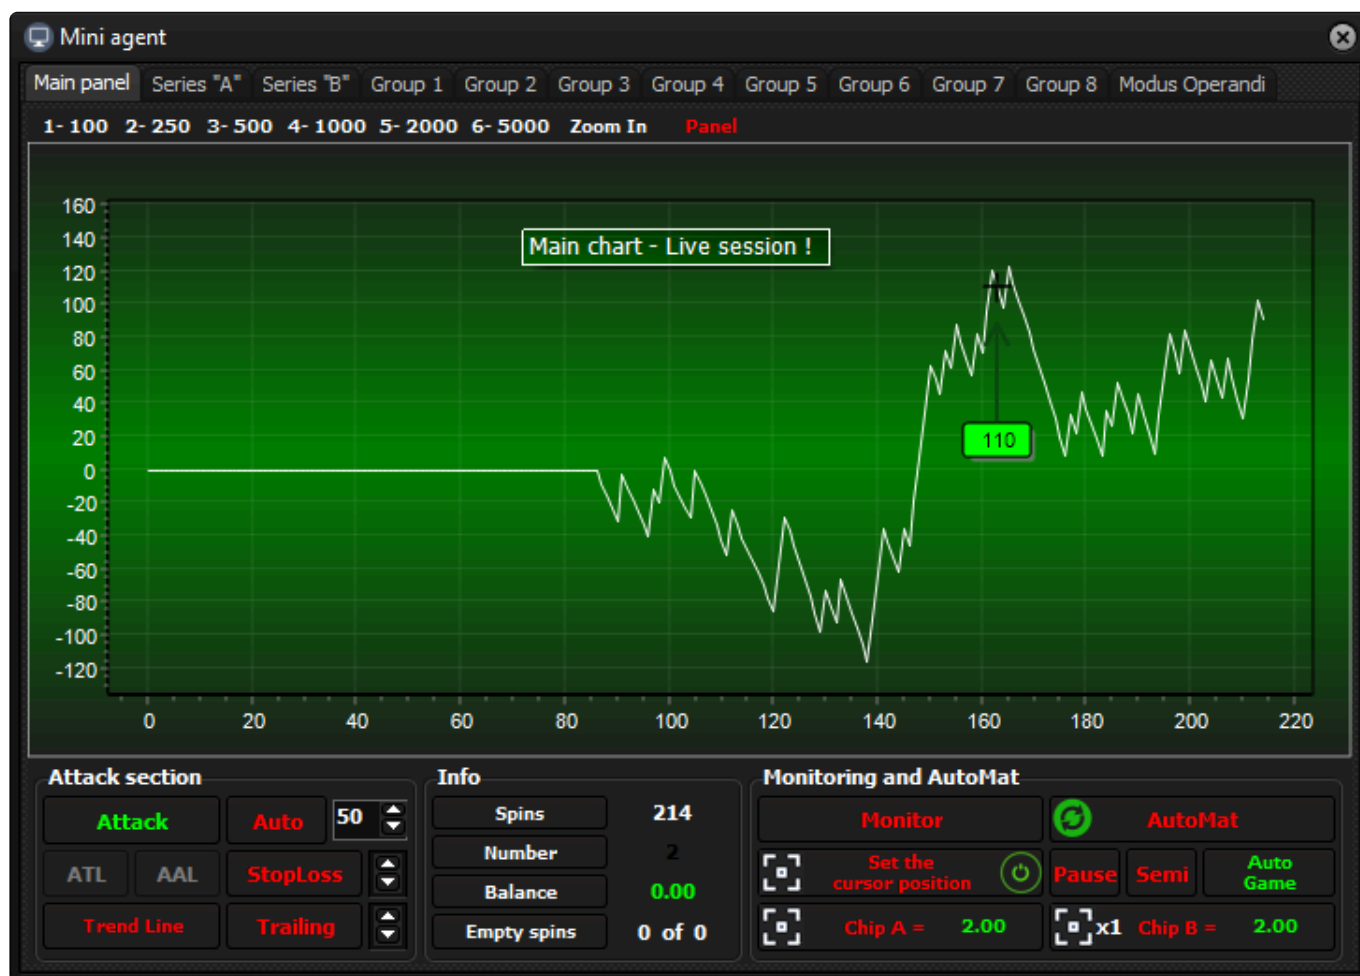 Mini agent
Main panel Series "A" Series "B" Group 1 Group 2 Group 3 Group 4 Group 5 Group 6 Group 7 Group 8 Modus Operandi
1- 100 2- 250 3- 500 4- 1000 5- 2000 6- 5000 Zoom In Panel
Main chart - Live session !
160
140
120
100
80
60
40
20
0
-20
-40
-60
-80
-100
-120
110
0 20 40 60 80 100 120 140 160 180 200 220
Attack section
Attack Auto 50
ATL AAL StopLoss
Trend Line Trailing
Info
Spins 214
Number 2
Balance 0.00
Empty spins 0 of 0
Monitoring and AutoMat
Monitor AutoMat
Set the
cursor position
Pause Semi
Auto
Game
Chip A = 2.00 x1 Chip B = 2.00